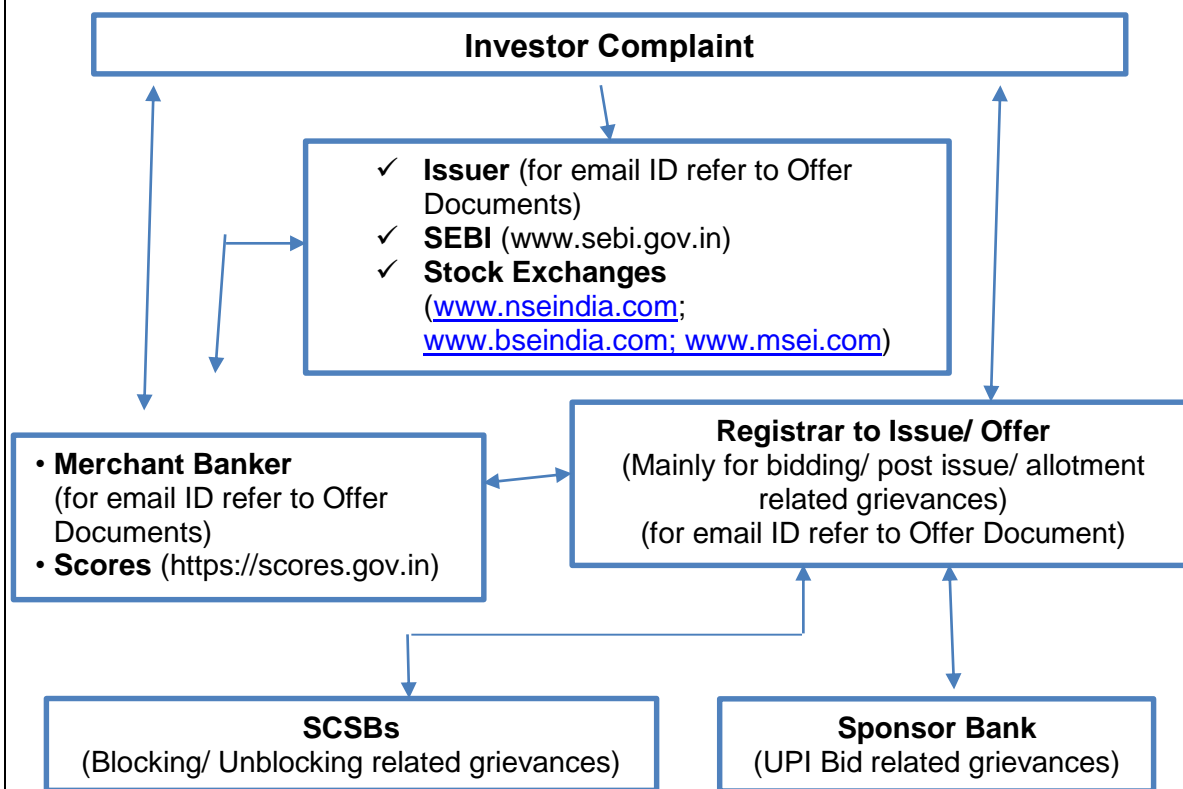 Investor Complaint
✓ Issuer (for email ID refer to Offer
Documents)
✓ SEBI (www.sebi.gov.in)
✓ Stock Exchanges
(www.nseindia.com;
www.bseindia.com; www.msei.com)
• Merchant Banker
(for email ID refer to Offer
Documents)
• Scores (https://scores.gov.in)
Registrar to Issue/ Offer
(Mainly for bidding/ post issue/ allotment
related grievances)
(for email ID refer to Offer Document)
SCSBs
(Blocking/ Unblocking related grievances)
Sponsor Bank
(UPI Bid related grievances)